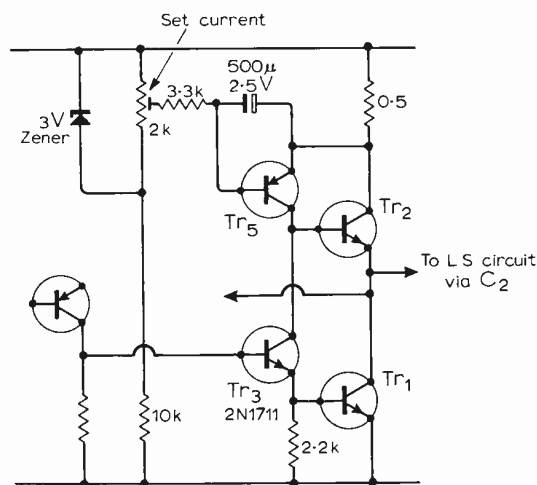 Set current
500μ
2·5V
3·3k
0·5
3V
Zener
2k
Tr5
Tr2
To LS circuit
via C2
Tr3
2N1711
Tr1
10k
2·2k